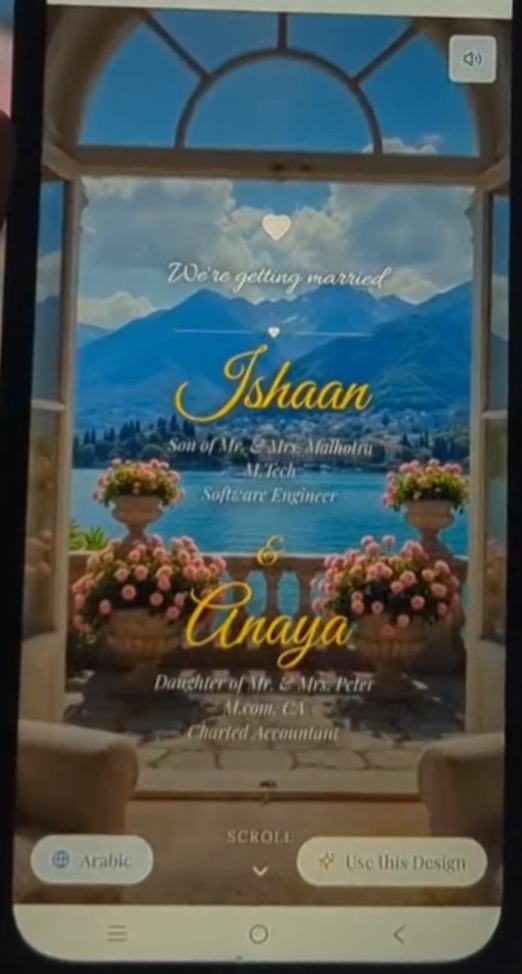 We're getting married
Ishaan
Son of Mr. & Mrs. Malhotra
M.Tech
Software Engineer
&
Anaya
Daughter of Mr. & Mrs. Peter
M.com, CA
Charted Accountant
SCROLL
Arabic
Use this Design